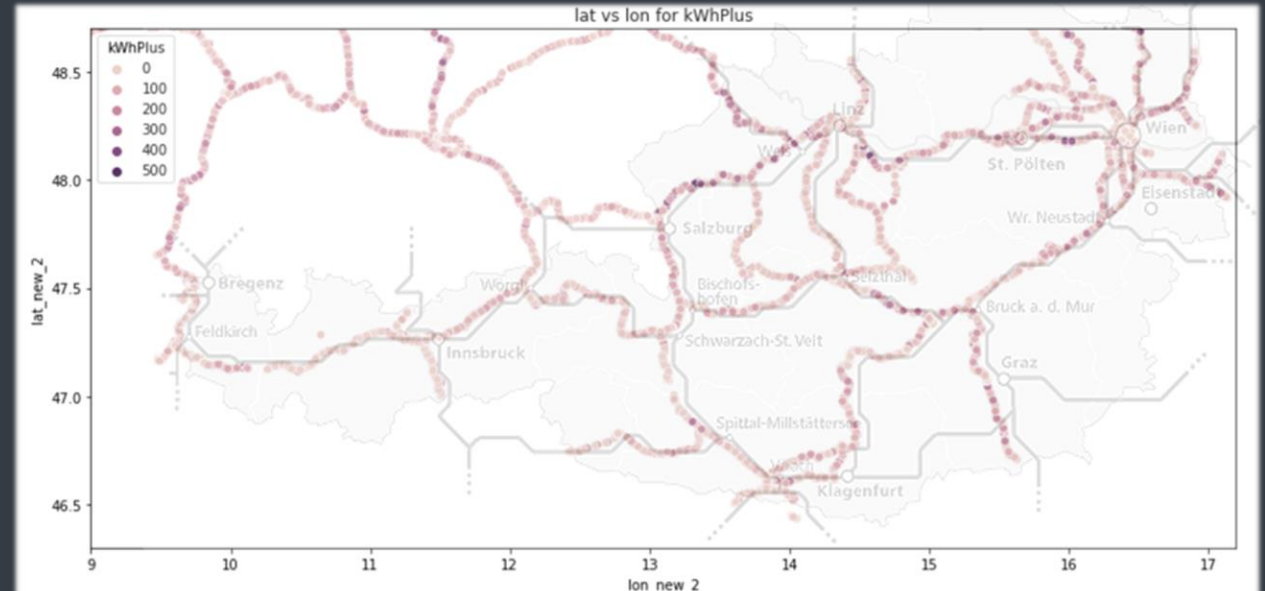 lat vs lon for kWhPlus
kWhPlus
0
100
200
300
400
500
48.5
48.0
47.5
47.0
46.5
lat_new_2
Linz
Wien
St. Pölten
Eisenstadt
Wr. Neustadt
Salzburg
Bregenz
Wörgl
Bischofs-
hofen
Selzthal
Bruck a. d. Mur
Feldkirch
Innsbruck
Schwarzach-St. Veit
Graz
Spittal-Millstättersee
Villach
Klagenfurt
9
10
11
12
13
14
15
16
17
lon_new_2